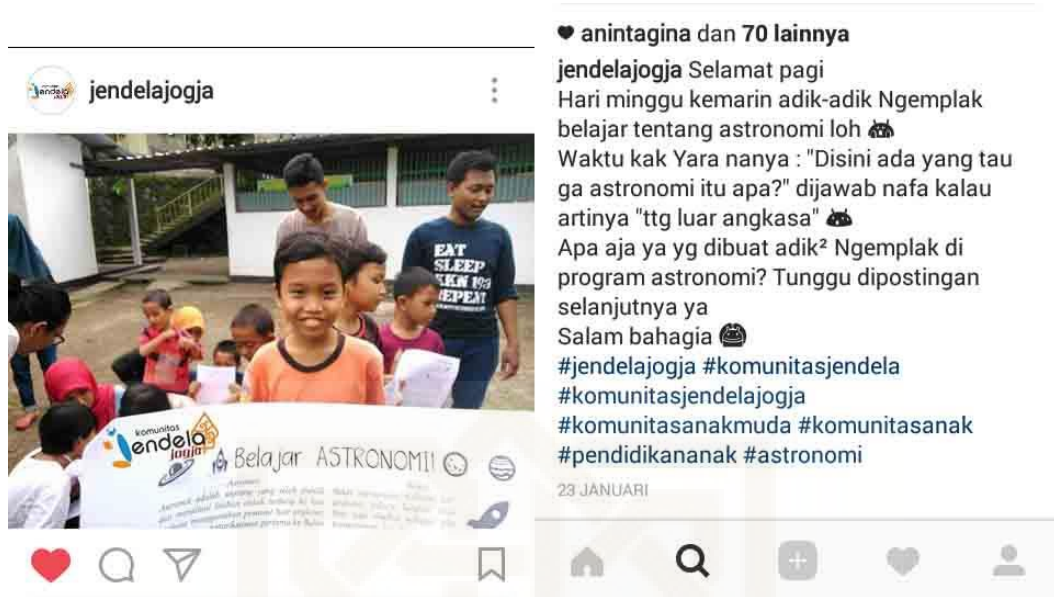 jendelajogja
EAT
SLEEP
KKN 193
REPEAT
komunitas
Jendela
jogja
Belajar ASTRONOMI!
anintagina dan 70 lainnya
jendelajogja Selamat pagi
Hari minggu kemarin adik-adik Ngemplak
belajar tentang astronomi loh
Waktu kak Yara nanya : "Disini ada yang tau
ga astronomi itu apa?" dijawab nafa kalau
artinya "ttg luar angkasa"
Apa aja ya yg dibuat adik² Ngemplak di
program astronomi? Tunggu dipostingan
selanjutnya ya
Salam bahagia
#jendelajogja #komunitasjendela
#komunitasjendelajogja
#komunitasanakmuda #komunitasanak
#pendidikananak #astronomi
23 JANUARI